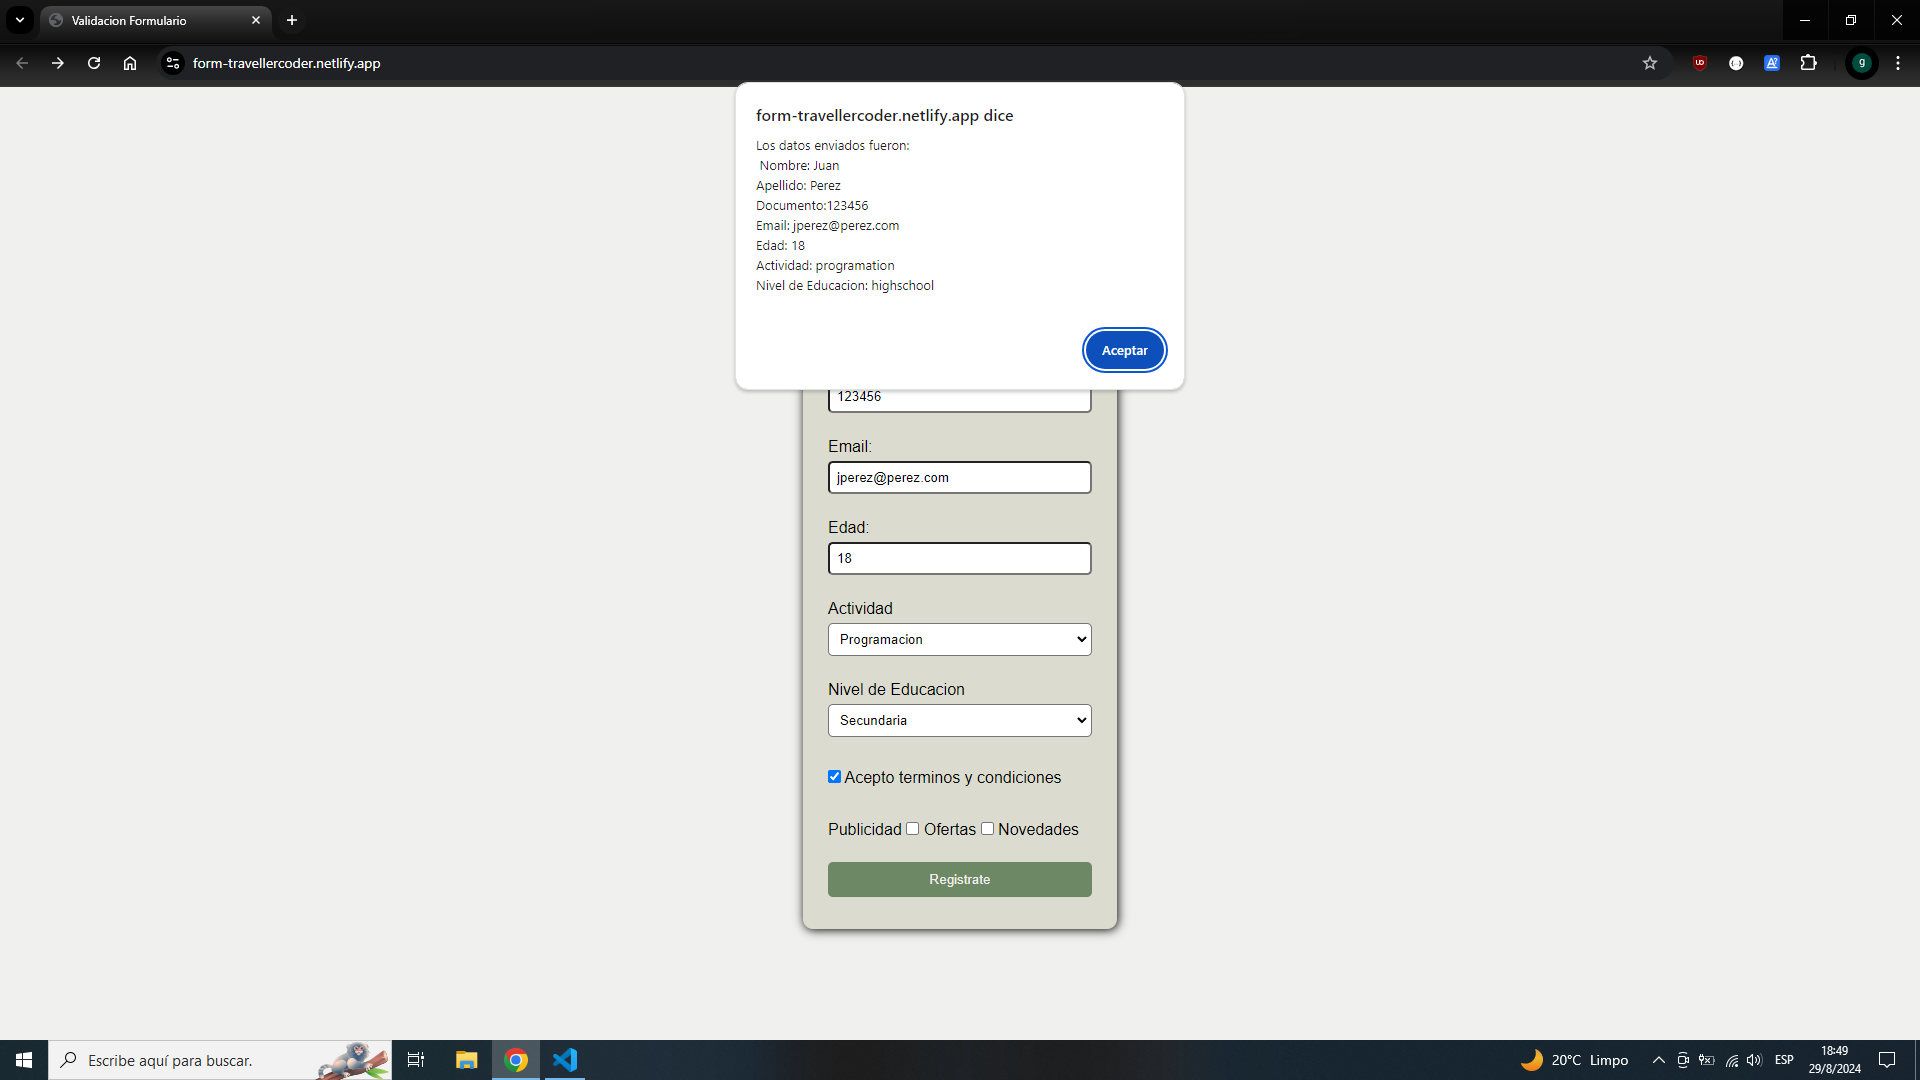 Validacion Formulario
form-travellercoder.netlify.app
g
form-travellercoder.netlify.app dice
Los datos enviados fueron:
Nombre: Juan
Apellido: Perez
Documento:123456
Email: jperez@perez.com
Edad: 18
Actividad: programation
Nivel de Educacion: highschool
Aceptar
123456
Email:
jperez@perez.com
Edad:
18
Actividad
Programacion
Nivel de Educacion
Secundaria
Acepto terminos y condiciones
Publicidad Ofertas Novedades
Registrate
Escribe aquí para buscar.
20°C Limpo
ESP
18:49
29/8/2024